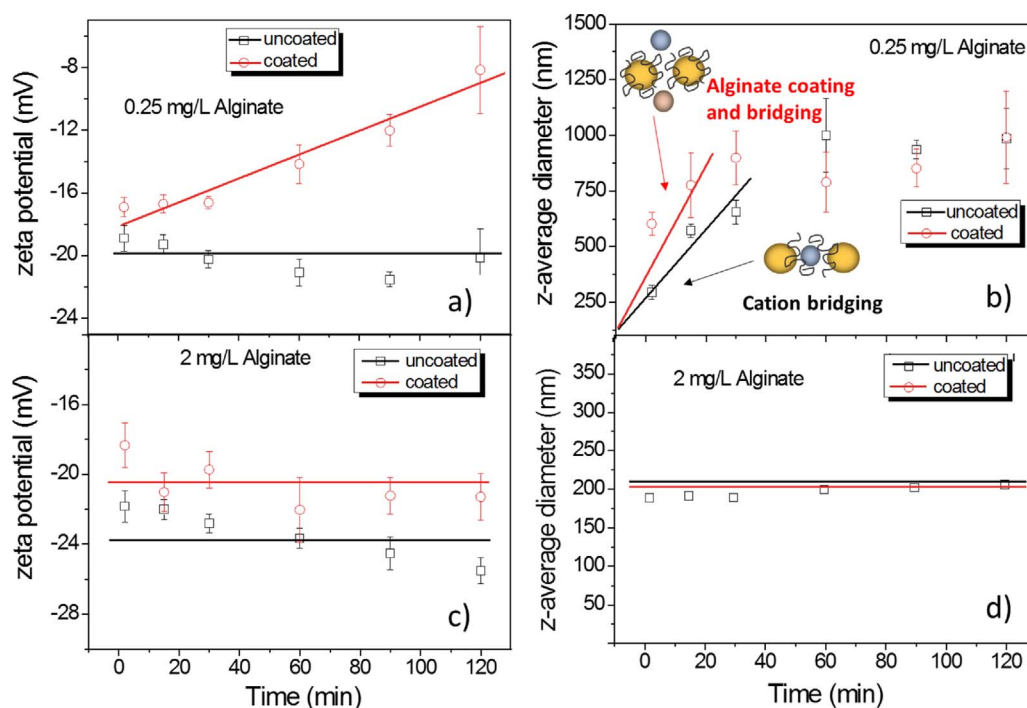 uncoated
coated
0.25 mg/L Alginate
zeta potential (mV)
-8
-12
-16
-20
-24
a)
1500
1250
1000
750
500
250
z-average diameter (nm)
0.25 mg/L Alginate
Alginate coating
and bridging
uncoated
coated
Cation bridging
b)
2 mg/L Alginate
uncoated
coated
zeta potential (mV)
-16
-20
-24
-28
c)
0 20 40 60 80 100 120
Time (min)
350
300
250
200
150
100
50
0
z-average diameter (nm)
2 mg/L Alginate
uncoated
coated
d)
0 20 40 60 80 100 120
Time (min)